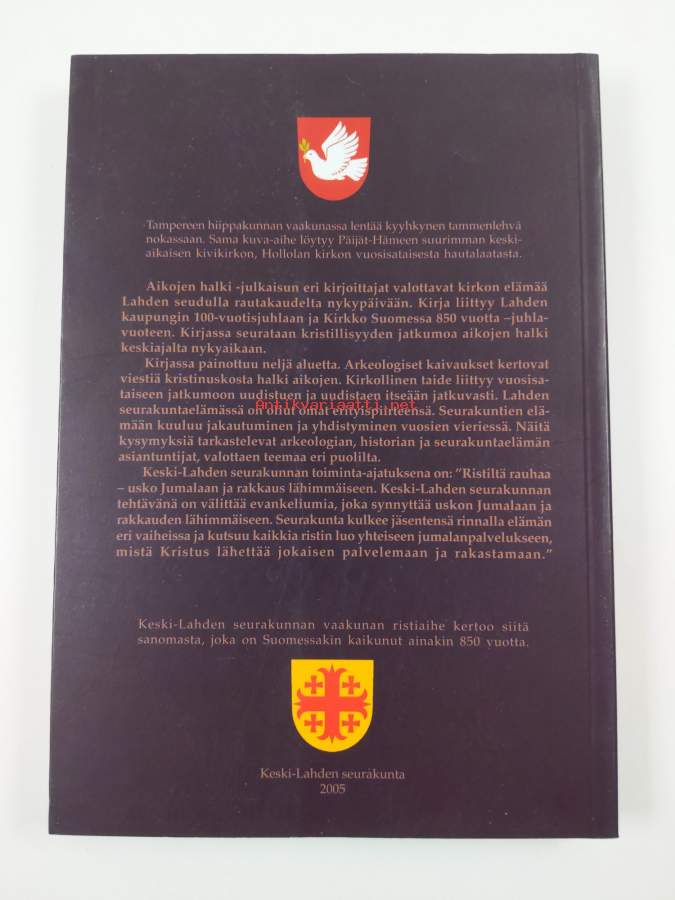 Tampereen hiippakunnan vaakunassa lentää kyyhkynen tammenlehvä
nokassaan. Sama kuva-aihe löytyy Päijät-Hämeen suurimman keski-
aikaisen kivikirkon, Hollolan kirkon vuosisataisesta hautalaatasta.
Aikojen halki -julkaisun eri kirjoittajat valottavat kirkon elämää
Lahden seudulla rautakaudelta nykypäivään. Kirja liittyy Lahden
kaupungin 100-vuotisjuhlaan ja Kirkko Suomessa 850 vuotta –juhla-
vuoteen. Kirjassa seurataan kristillisyyden jatkumoa aikojen halki
keskiajalta nykyaikaan.
Kirjassa painottuu neljä aluetta. Arkeologiset kaivaukset kertovat
viestiä kristinuskosta halki aikojen. Kirkollinen taide liittyy vuosisa-
taiseen jatkumoon uudistuen ja uudistaen itseään jatkuvasti. Lahden
antikvariaatti.net
seurakuntaelämässä on ollut omat erityispiirteensä. Seurakuntien elä-
mään kuuluu jakautuminen ja yhdistyminen vuosien vieriessä. Näitä
kysymyksiä tarkastelevat arkeologian, historian ja seurakuntaelämän
asiantuntijat, valottaen teemaa eri puolilta.
Keski-Lahden seurakunnan toiminta-ajatuksena on: ”Ristiltä rauhaa
– usko Jumalaan ja rakkaus lähimmäiseen. Keski-Lahden seurakunnan
tehtävänä on välittää evankeliumia, joka synnyttää uskon Jumalaan ja
rakkauden lähimmäiseen. Seurakunta kulkee jäsentensä rinnalla elämän
eri vaiheissa ja kutsuu kaikkia ristin luo yhteiseen jumalanpalvelukseen,
mistä Kristus lähettää jokaisen palvelemaan ja rakastamaan.”
Keski-Lahden seurakunnan vaakunan ristiaihe kertoo siitä
sanomasta, joka on Suomessakin kaikunut ainakin 850 vuotta.
Keski-Lahden seurakunta
2005